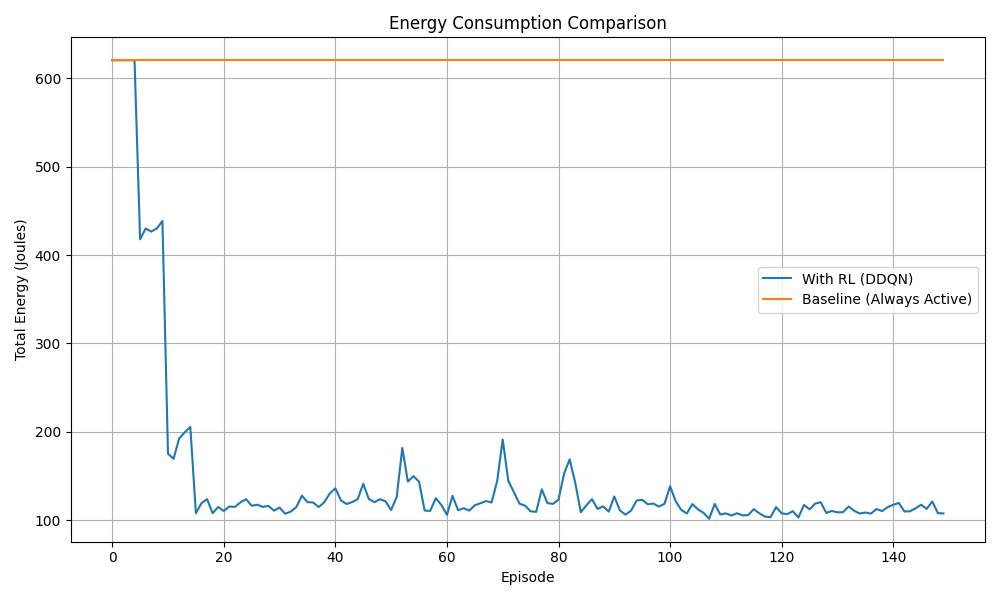 Energy Consumption Comparison
Total Energy (Joules)
600
500
400
300
200
100
With RL (DDQN)
Baseline (Always Active)
0 20 40 60 80 100 120 140
Episode